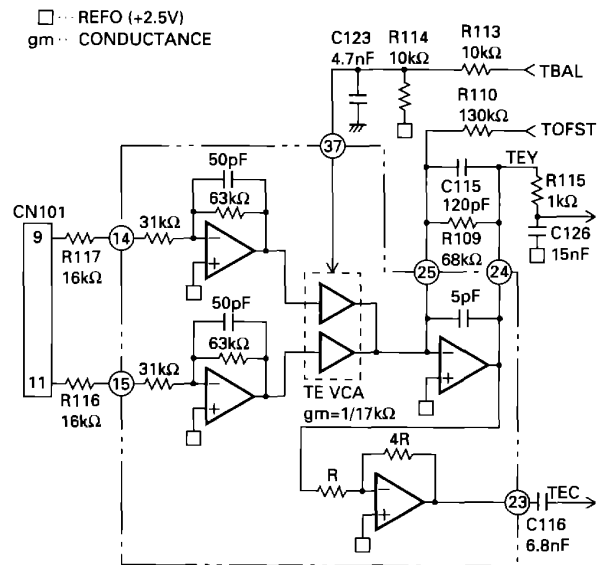 □ ··· REFO (+2.5V)
gm ·· CONDUCTANCE
C123
4.7nF
R114
10kΩ
R113
10kΩ
TBAL
R110
130kΩ
TOFST
37
50pF
63kΩ
TEY
C115
120pF
R115
1kΩ
CN101
9
R117
16kΩ
14
31kΩ
−
+
R109
68kΩ
C126
15nF
25
24
50pF
63kΩ
5pF
11
R116
16kΩ
15
31kΩ
−
+
TE VCA
gm=1/17kΩ
−
+
4R
R
−
+
23
TEC
C116
6.8nF